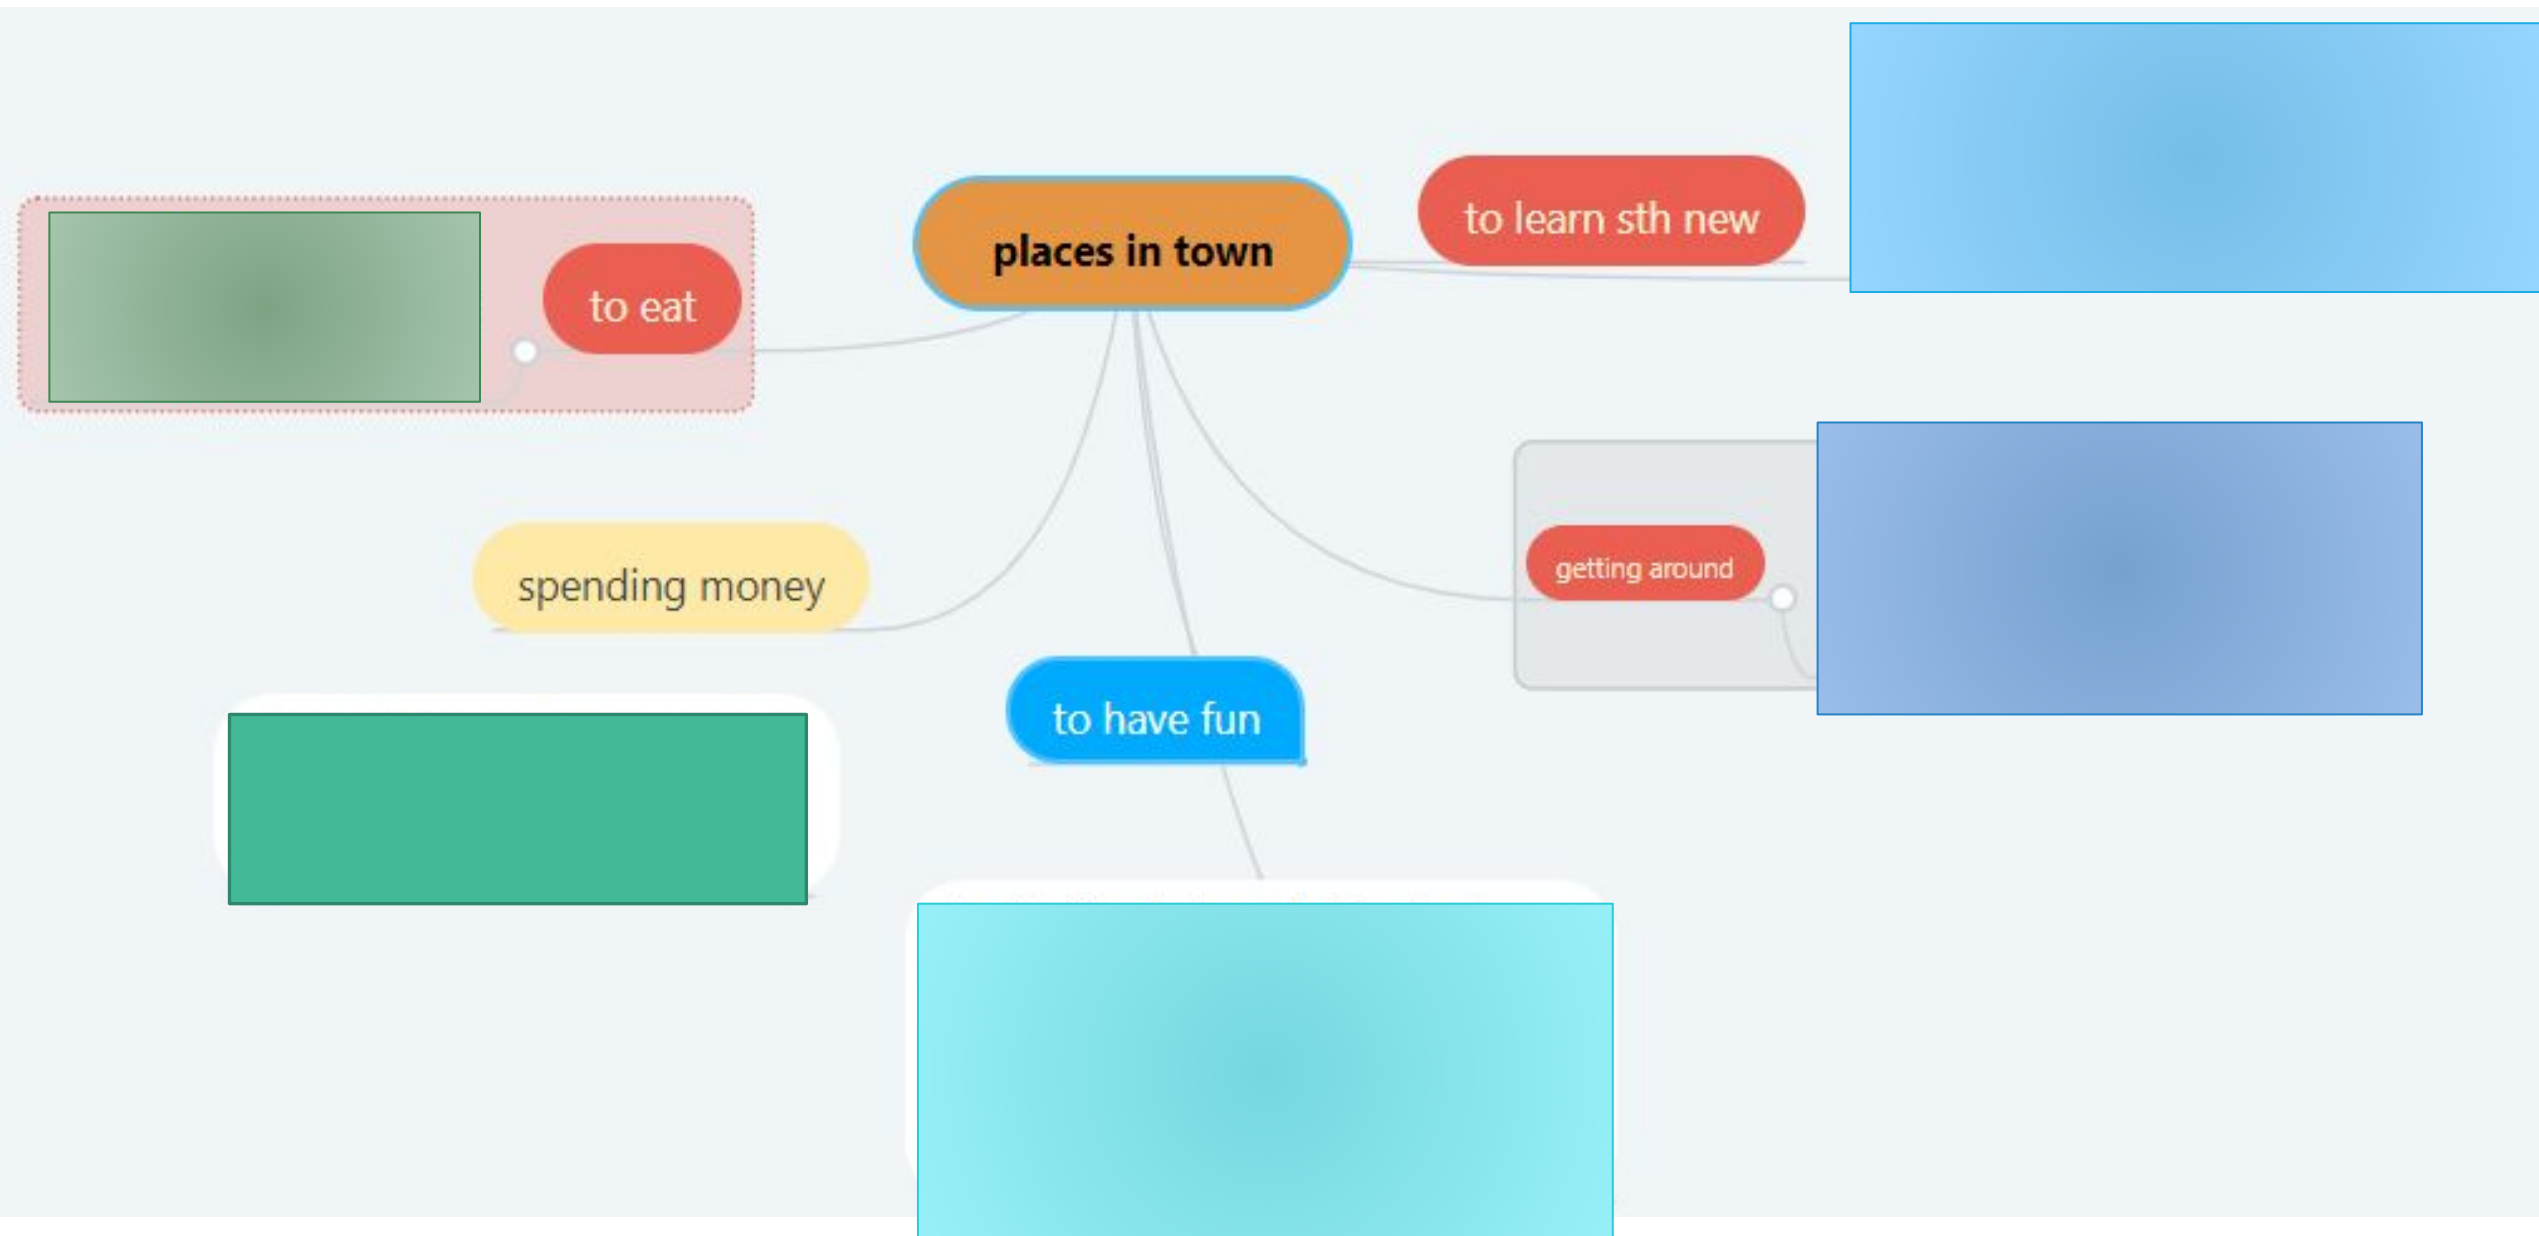 places in town
to learn sth new
to eat
spending money
getting around
to have fun